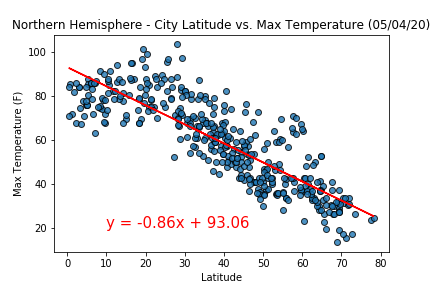 Northern Hemisphere - City Latitude vs. Max Temperature (05/04/20)
Max Temperature (F)
100
80
60
40
20
y = -0.86x + 93.06
0 10 20 30 40 50 60 70 80
Latitude